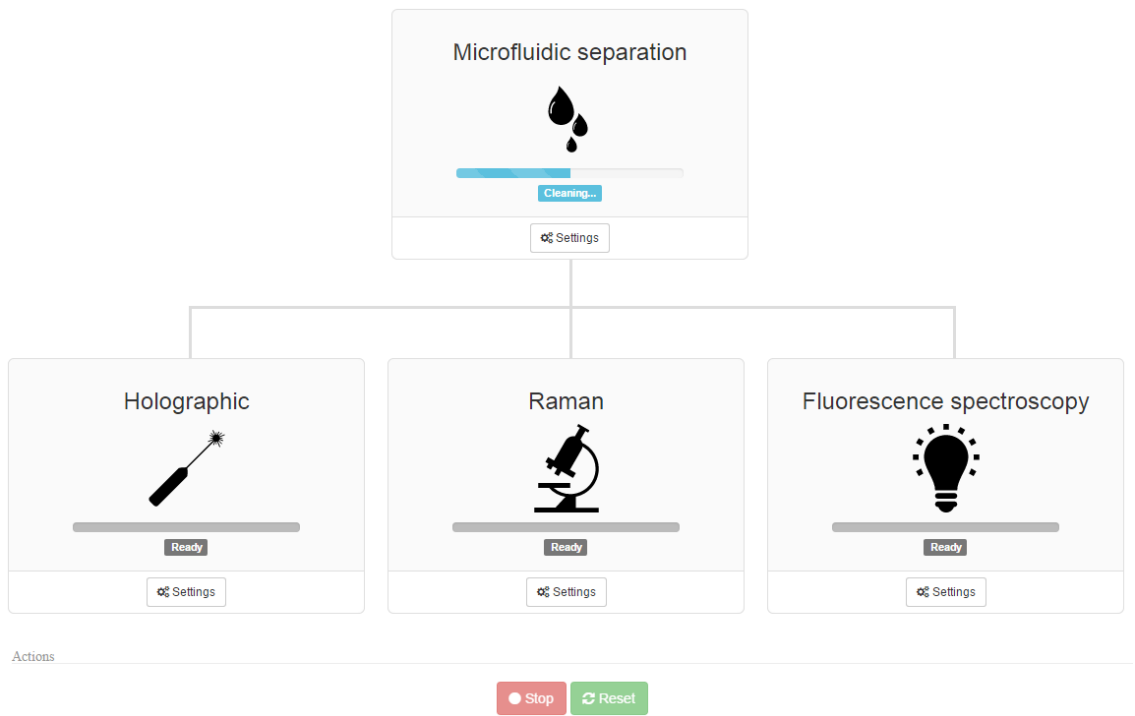 Microfluidic separation
Cleaning...
Settings
Holographic
Raman
Fluorescence spectroscopy
Ready
Ready
Ready
Settings
Settings
Settings
Actions
Stop
Reset